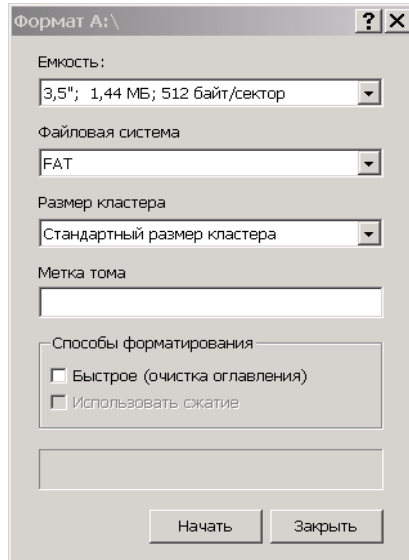 Формат A:\
Емкость:
3,5"; 1,44 МБ; 512 байт/сектор
Файловая система
FAT
Размер кластера
Стандартный размер кластера
Метка тома
Способы форматирования
Быстрое (очистка оглавления)
Использовать сжатие
Начать Закрыть